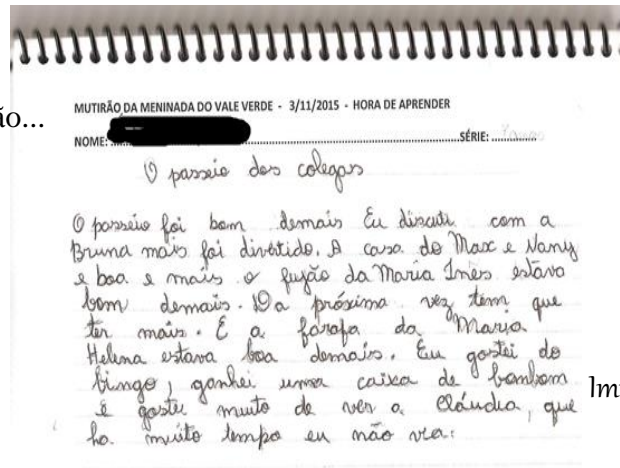 ão...
MUTIRÃO DA MENINADA DO VALE VERDE - 3/11/2015 - HORA DE APRENDER
NOME: ..........SÉRIE: ..........
O passeio dos colegas
O passeio foi bom demais Eu discuti com a
Bruna mais foi divertido. A casa do Max e Nany
e boa e mais o fujão da Maria Ines estava
bom demais. Da próxima vez tem que
ter mais. E a farofa da Maria
Helena estava boa demais. Eu gostei do
bingo, ganhei uma caixa de bombom
e gostei muito de ver a Cláudia, que
ha muito tempo eu não via.